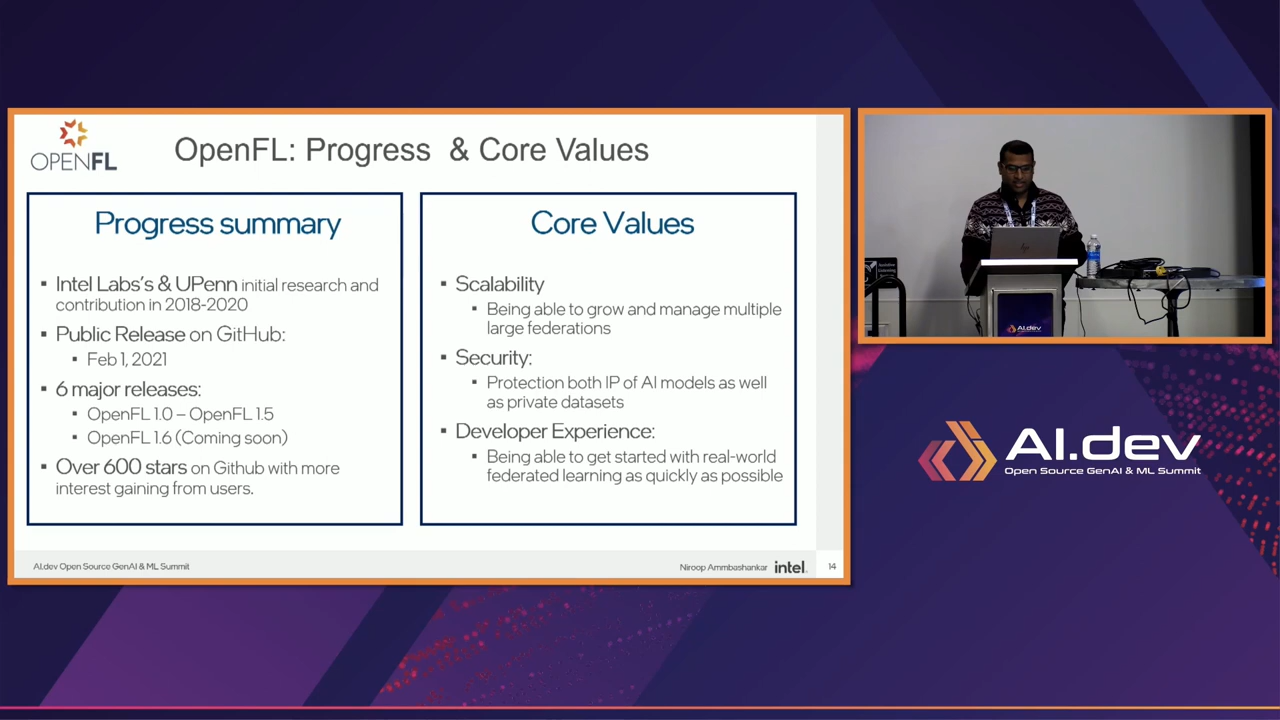 OPENFL
OpenFL: Progress & Core Values
Progress summary
▪ Intel Labs's & UPenn initial research and
contribution in 2018-2020
▪ Public Release on GitHub:
▪ Feb 1, 2021
▪ 6 major releases:
▪ OpenFL 1.0 – OpenFL 1.5
▪ OpenFL 1.6 (Coming soon)
▪ Over 600 stars on Github with more
interest gaining from users.
Core Values
▪ Scalability
▪ Being able to grow and manage multiple
large federations
▪ Security:
▪ Protection both IP of AI models as well
as private datasets
▪ Developer Experience:
▪ Being able to get started with real-world
federated learning as quickly as possible
AI.dev Open Source GenAI & ML Summit
Niroop Ammbashankar intel.
14
AI.dev
AI.dev
Open Source GenAI & ML Summit